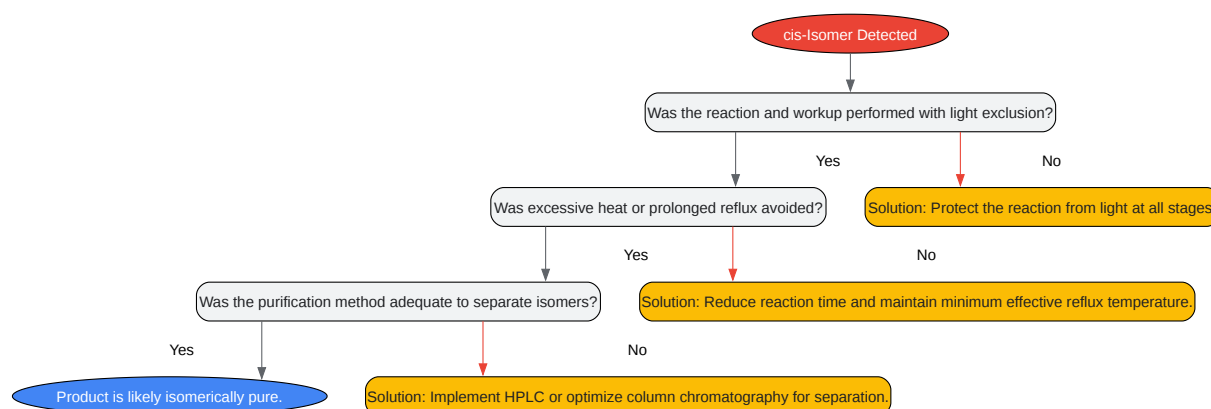 cis-Isomer Detected
Was the reaction and workup performed with light exclusion?
Yes
No
Was excessive heat or prolonged reflux avoided?
Solution: Protect the reaction from light at all stages
Yes
No
Was the purification method adequate to separate isomers?
Solution: Reduce reaction time and maintain minimum effective reflux temperature.
Yes
No
Product is likely isomerically pure.
Solution: Implement HPLC or optimize column chromatography for separation.